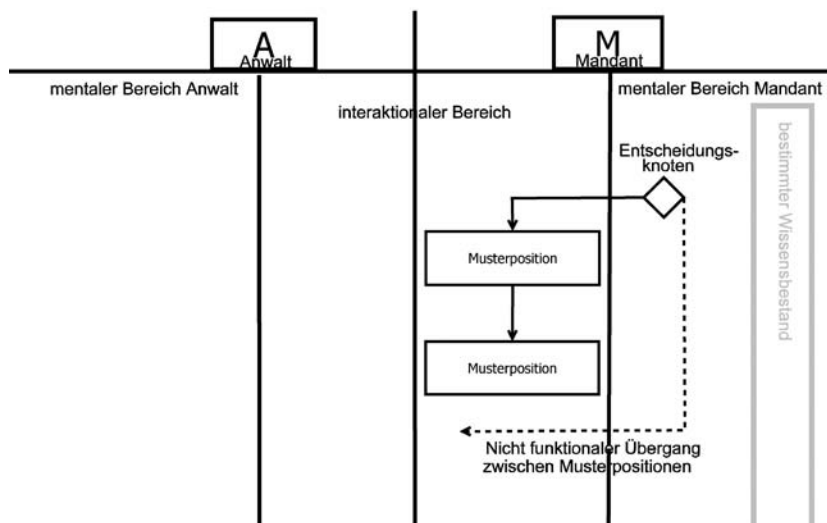 A
Anwalt
M
Mandant
mentaler Bereich Anwalt
mentaler Bereich Mandant
interaktionaler Bereich
Entscheidungs-
knoten
bestimmter Wissensbestand
Musterposition
Musterposition
Nicht funktionaler Übergang
zwischen Musterpositionen